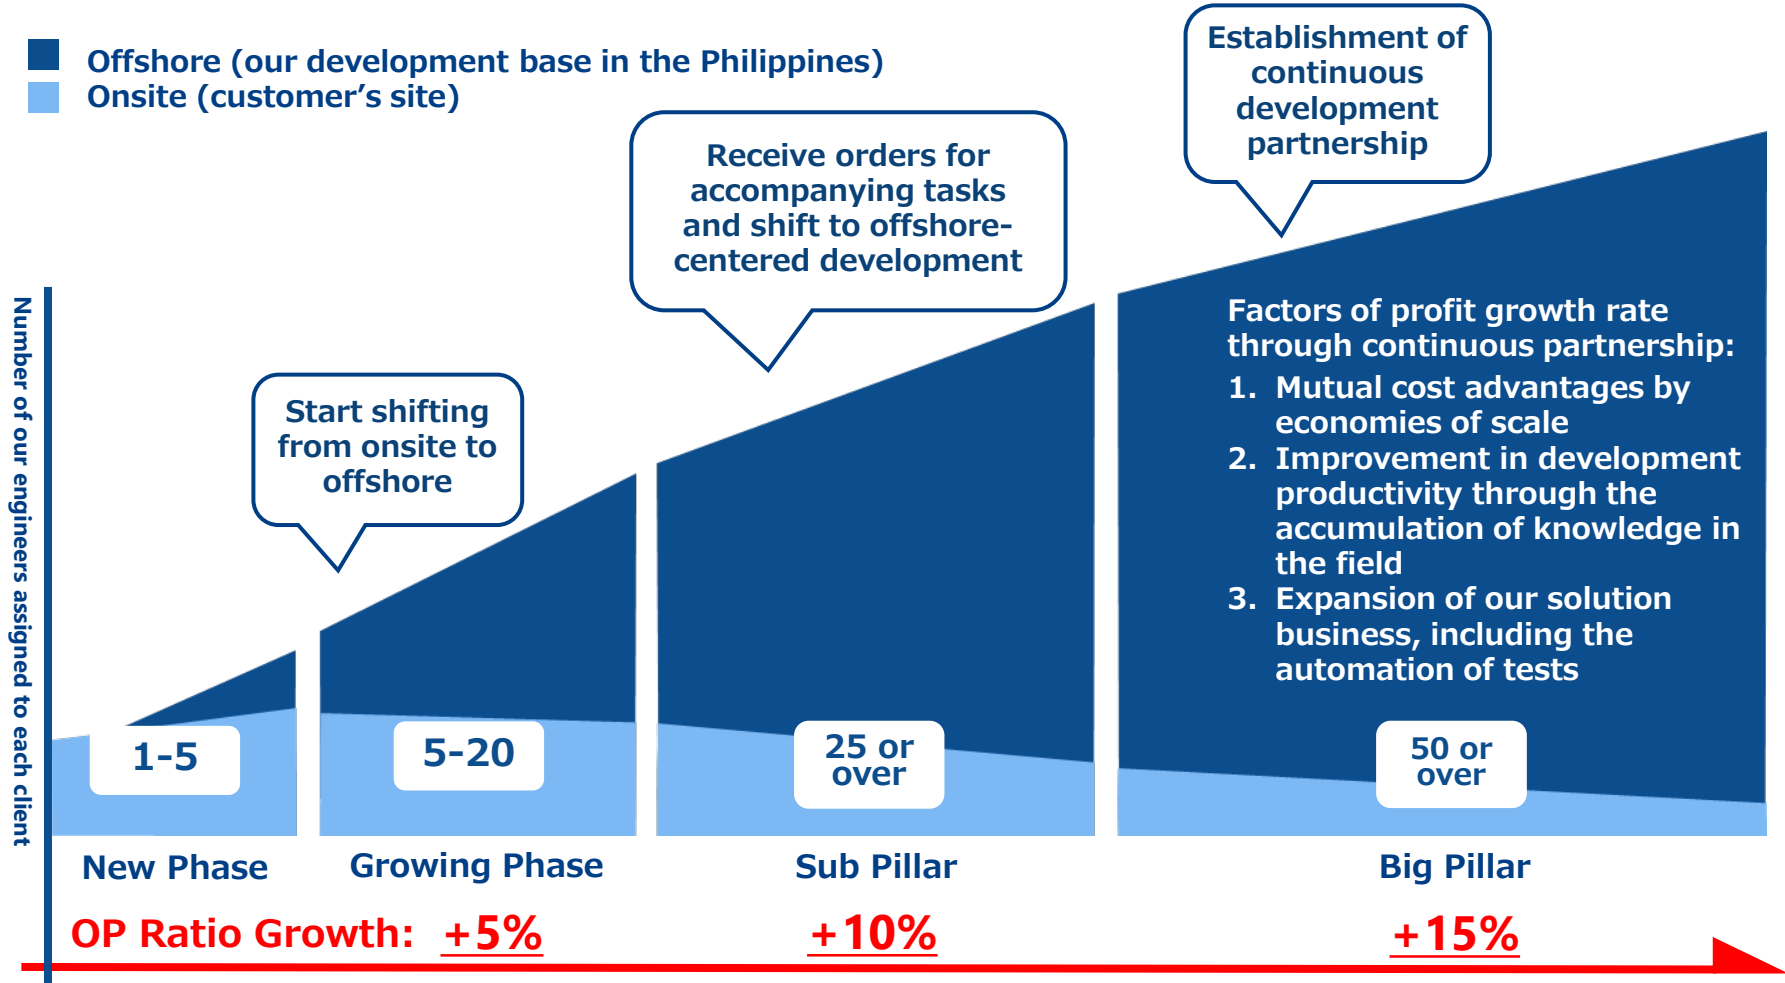 Offshore (our development base in the Philippines)
Onsite (customer's site)
Establishment of
continuous
development
partnership
Receive orders for
accompanying tasks
and shift to offshore-
centered development
Start shifting
from onsite to
offshore
Number of our engineers assigned to each client
Factors of profit growth rate
through continuous partnership:
1. Mutual cost advantages by
economies of scale
2. Improvement in development
productivity through the
accumulation of knowledge in
the field
3. Expansion of our solution
business, including the
automation of tests
1-5
5-20
25 or
over
50 or
over
New Phase
Growing Phase
Sub Pillar
Big Pillar
OP Ratio Growth: +5%
+10%
+15%